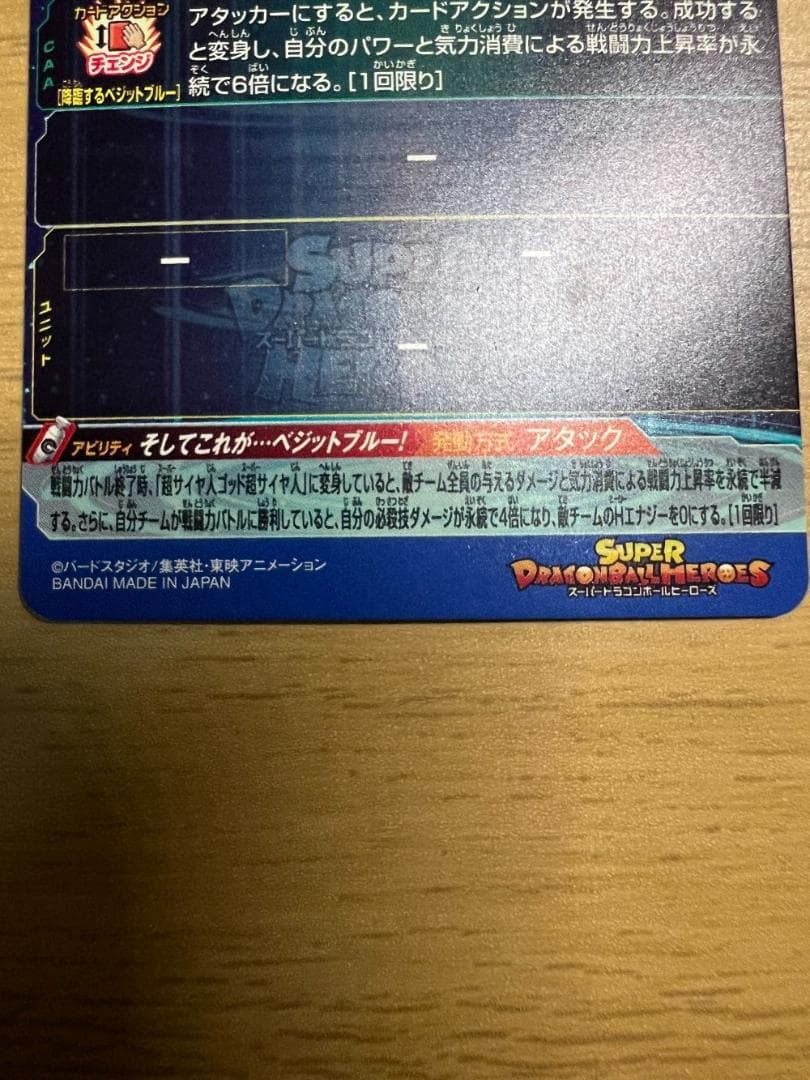 カードアクション
チェンジ
[降臨するベジットブルー]
CAA
アタッカーにすると、カードアクションが発生する。成功する
と変身し、自分のパワーと気力消費による戦闘力上昇率が永
続で6倍になる。[1回限り]
ー
ー
ー
ー
ユニット
アビリティ そしてこれが…ベジットブルー! 発動方式 アタック
戦闘力バトル終了時、「超サイヤ人ゴッド超サイヤ人」に変身していると、敵チーム全員の与えるダメージと気力消費による戦闘力上昇率を永続で半減
する。さらに、自分チームが戦闘力バトルに勝利していると、自分の必殺技ダメージが永続で4倍になり、敵チームのHエナジーを0にする。[1回限り]
©バードスタジオ/集英社・東映アニメーション
BANDAI MADE IN JAPAN
SUPER
DRAGONBALL HEROES
スーパードラゴンボールヒーローズ